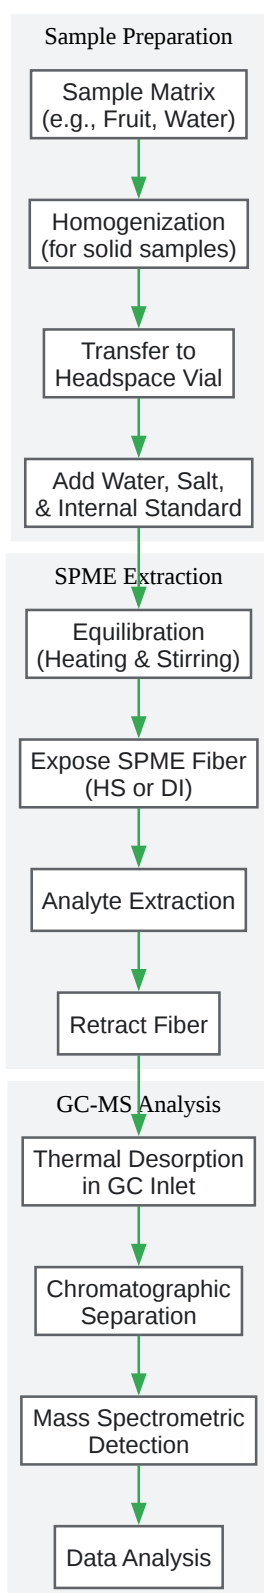 Sample Preparation
Sample Matrix
(e.g., Fruit, Water)
Homogenization
(for solid samples)
Transfer to
Headspace Vial
Add Water, Salt,
& Internal Standard
SPME Extraction
Equilibration
(Heating & Stirring)
Expose SPME Fiber
(HS or DI)
Analyte Extraction
Retract Fiber
GC-MS Analysis
Thermal Desorption
in GC Inlet
Chromatographic
Separation
Mass Spectrometric
Detection
Data Analysis